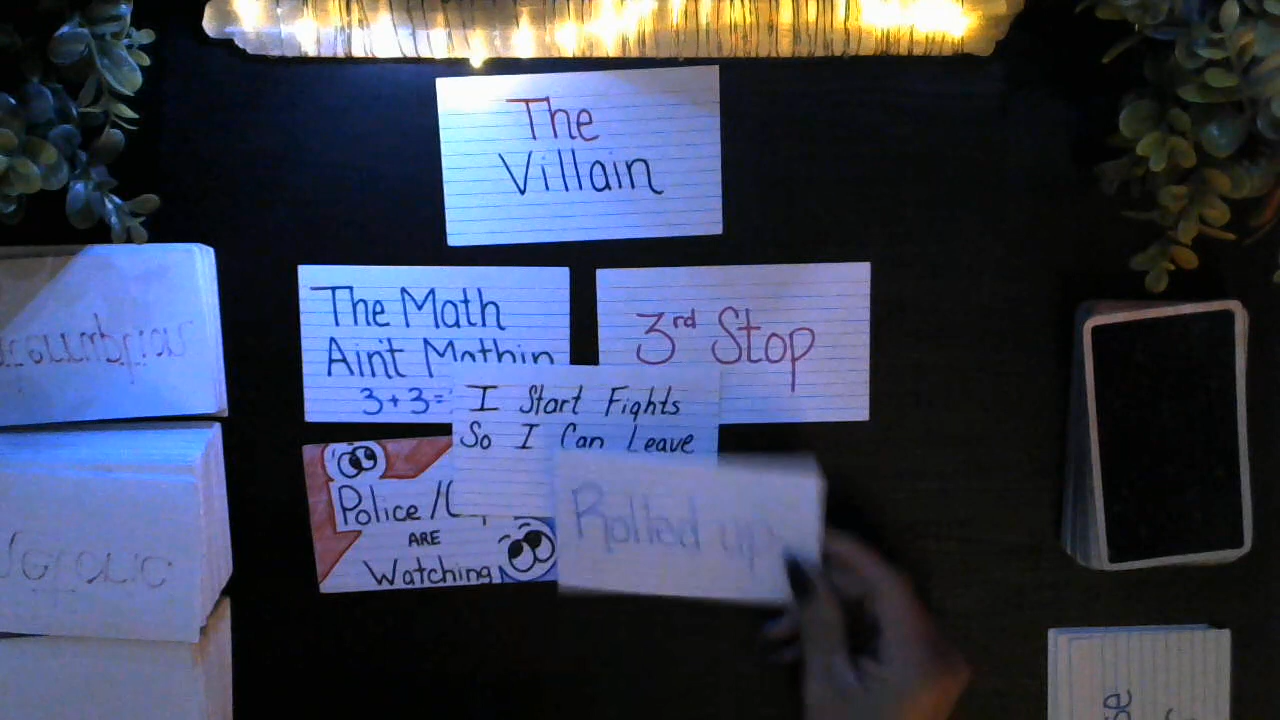 The
Villain
The Math
Ain't Mathin
3+3=
3rd Stop
I Start Fights
So I Can Leave
Police /
ARE
Watching
Rolled up